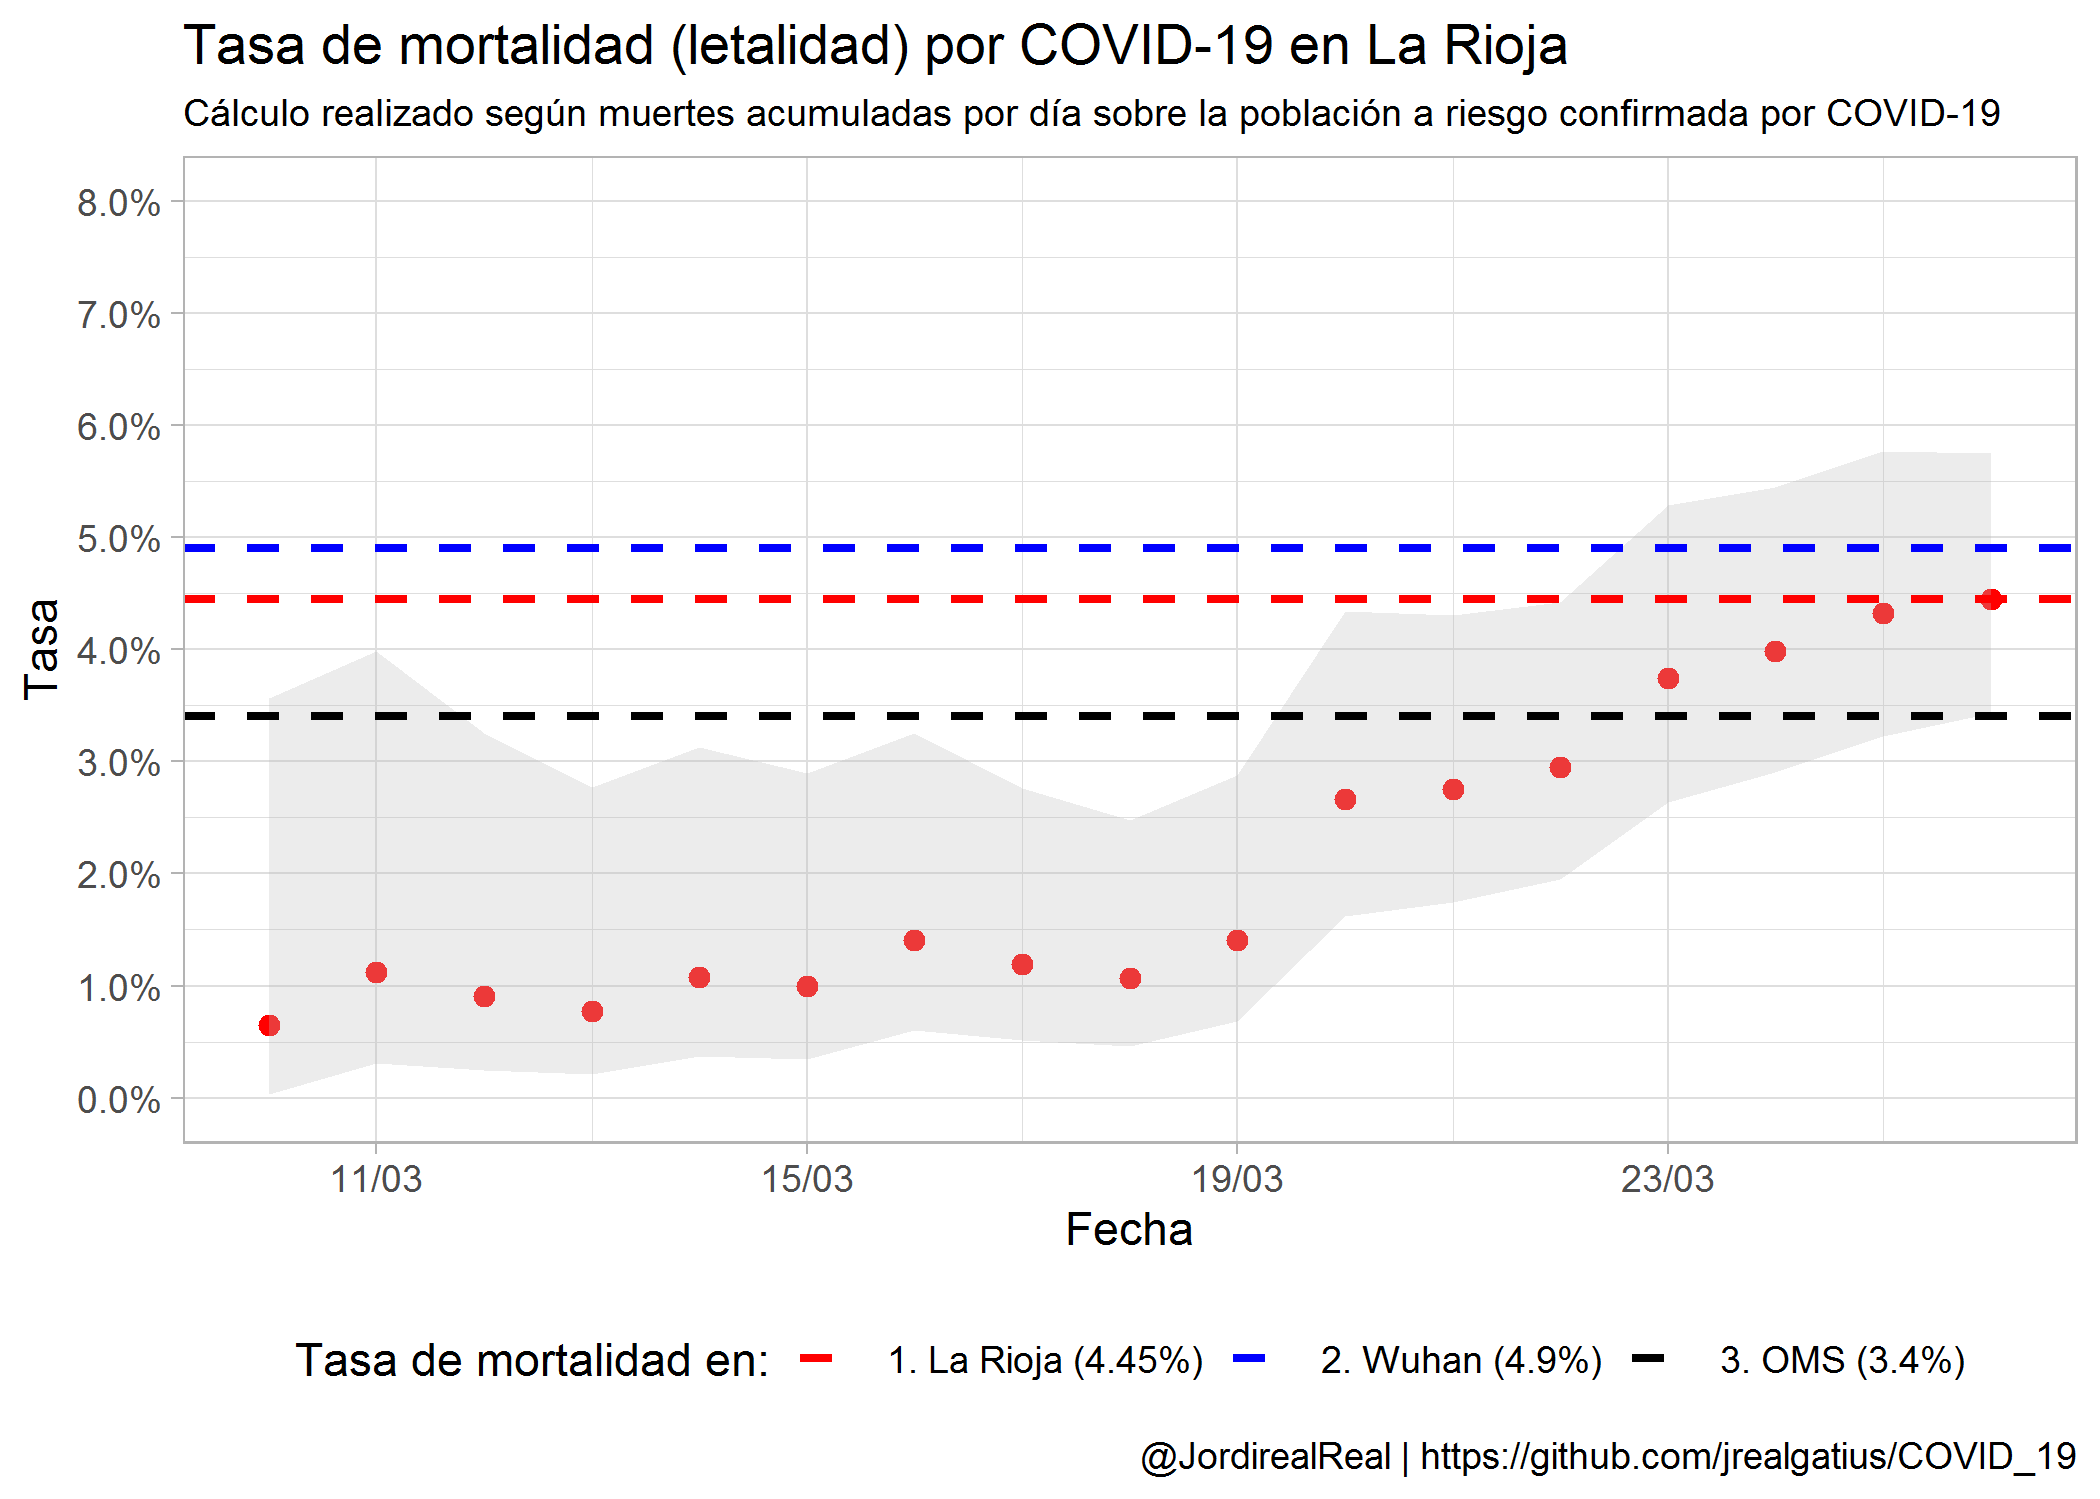 Tasa de mortalidad (letalidad) por COVID-19 en La Rioja
Cálculo realizado según muertes acumuladas por día sobre la población a riesgo confirmada por COVID-19
8.0%
7.0%
6.0%
5.0%
4.0%
3.0%
2.0%
1.0%
0.0%
Tasa
11/03 15/03 19/03 23/03
Fecha
Tasa de mortalidad en: 1. La Rioja (4.45%) 2. Wuhan (4.9%) 3. OMS (3.4%)
@JordirealReal | https://github.com/jrealgatius/COVID_19